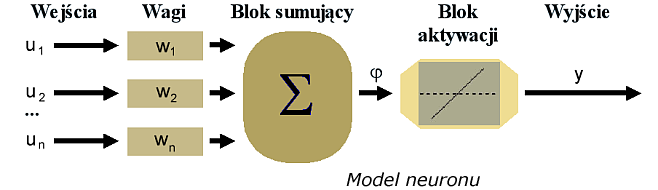 Wejścia Wagi Blok sumujący Blok aktywacji Wyjście
u1 w1
u2 w2
...
un wn
Σ
φ
y
Model neuronu